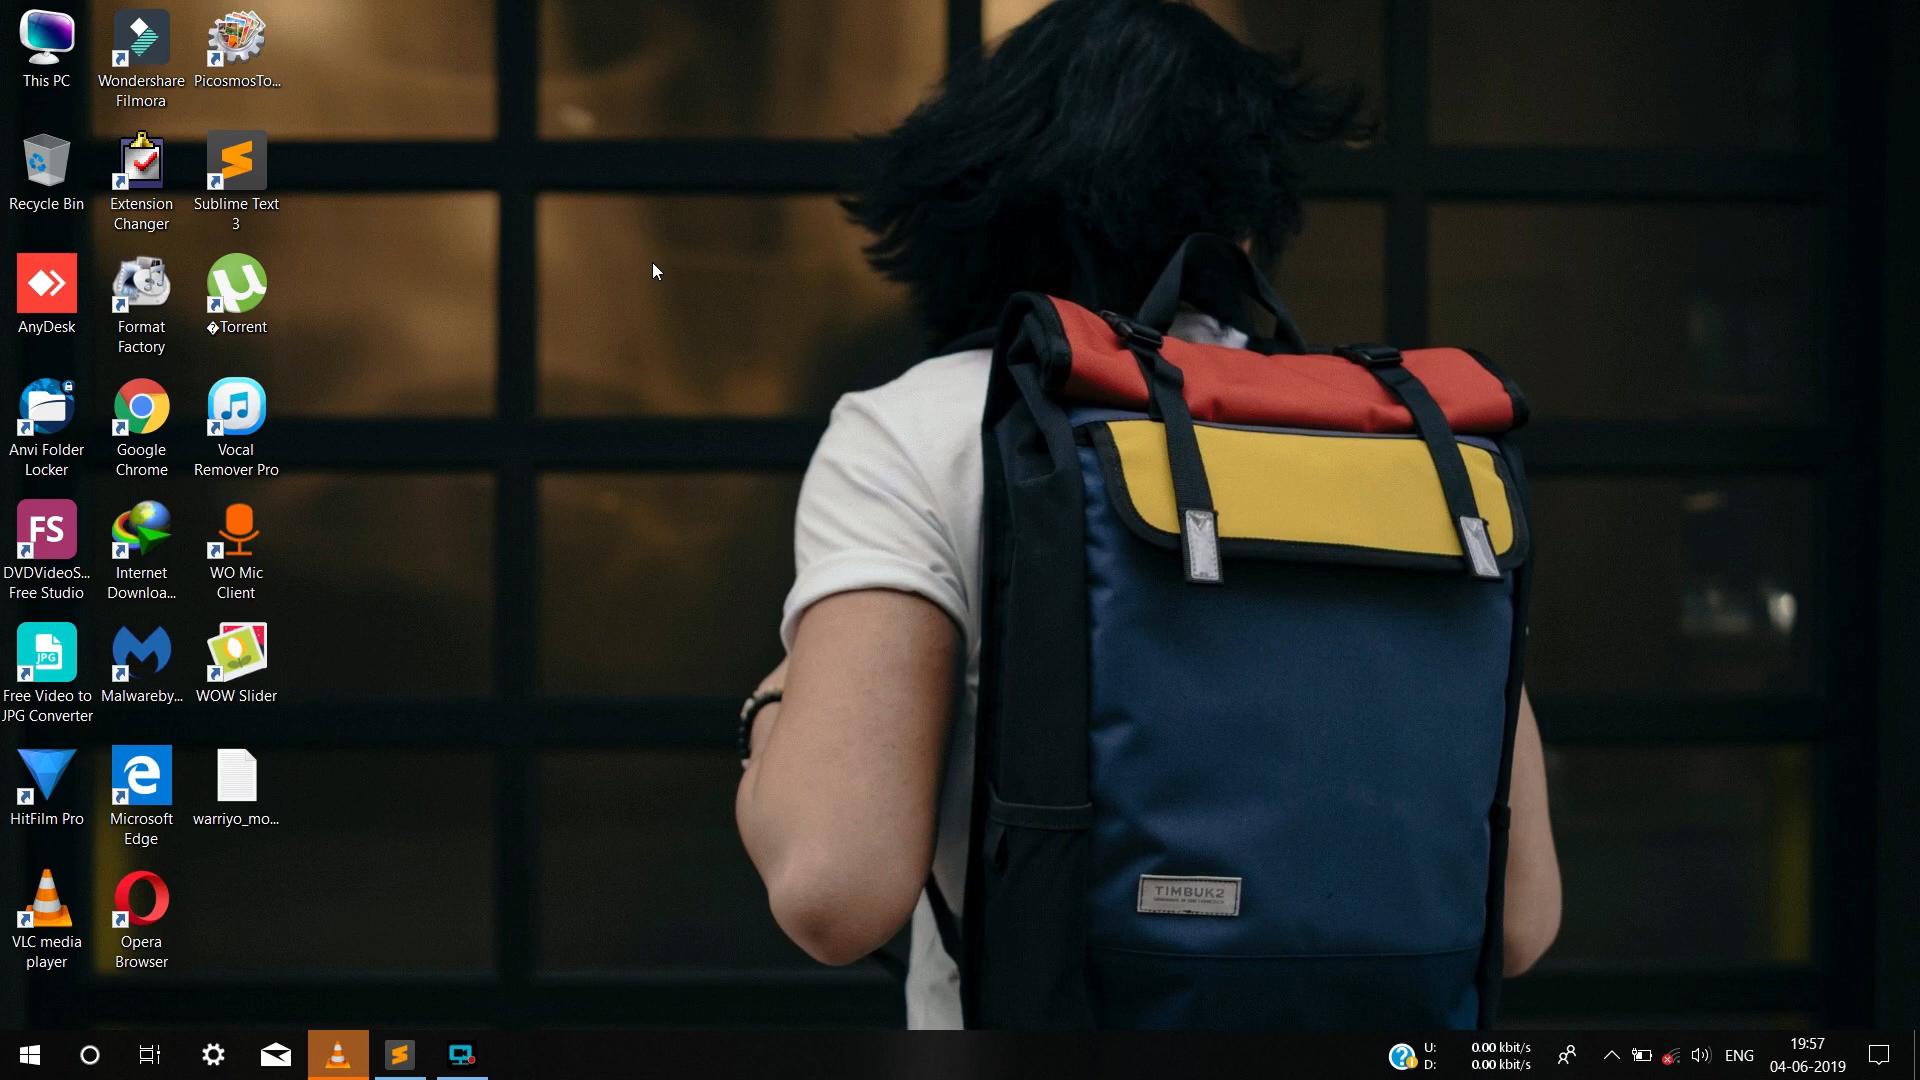 This PC
Wondershare
Filmora
PicosmosTo...
Recycle Bin
Extension
Changer
Sublime Text
3
AnyDesk
Format
Factory
�Torrent
Anvi Folder
Locker
Google
Chrome
Vocal
Remover Pro
FS
DVDVideoS...
Free Studio
Internet
Downloa...
WO Mic
Client
JPG
Free Video to
JPG Converter
Malwareby...
WOW Slider
HitFilm Pro
Microsoft
Edge
warriyo_mo...
VLC media
player
Opera
Browser
TIMBUK2
U: 0.00 kbit/s
D: 0.00 kbit/s
ENG
19:57
04-06-2019